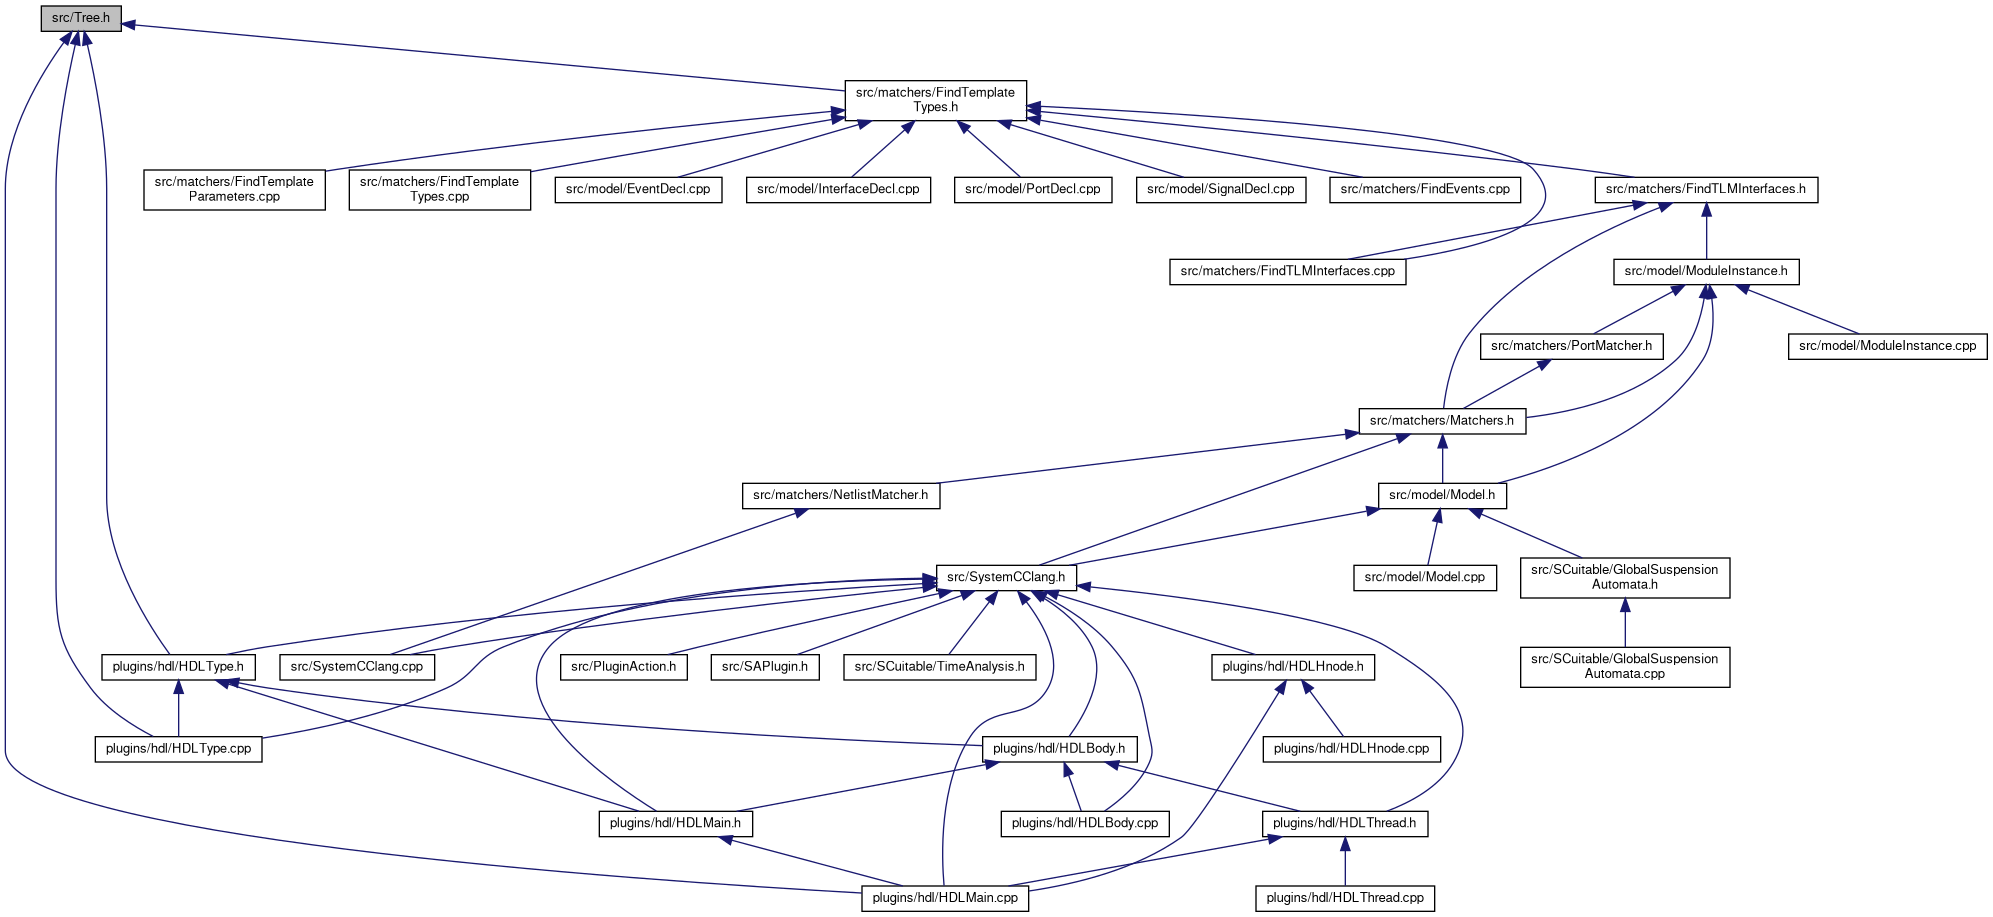 src/Tree.h
src/matchers/FindTemplate
Types.h
src/matchers/FindTemplate
Parameters.cpp
src/matchers/FindTemplate
Types.cpp
src/model/EventDecl.cpp
src/model/InterfaceDecl.cpp
src/model/PortDecl.cpp
src/model/SignalDecl.cpp
src/matchers/FindEvents.cpp
src/matchers/FindTLMInterfaces.h
src/matchers/FindTLMInterfaces.cpp
src/model/ModuleInstance.h
src/matchers/PortMatcher.h
src/model/ModuleInstance.cpp
src/matchers/Matchers.h
src/matchers/NetlistMatcher.h
src/model/Model.h
src/SystemCClang.h
src/model/Model.cpp
src/SCuitable/GlobalSuspension
Automata.h
plugins/hdl/HDLType.h
src/SystemCClang.cpp
src/PluginAction.h
src/SAPlugin.h
src/SCuitable/TimeAnalysis.h
plugins/hdl/HDLHnode.h
src/SCuitable/GlobalSuspension
Automata.cpp
plugins/hdl/HDLType.cpp
plugins/hdl/HDLBody.h
plugins/hdl/HDLHnode.cpp
plugins/hdl/HDLMain.h
plugins/hdl/HDLBody.cpp
plugins/hdl/HDLThread.h
plugins/hdl/HDLMain.cpp
plugins/hdl/HDLThread.cpp